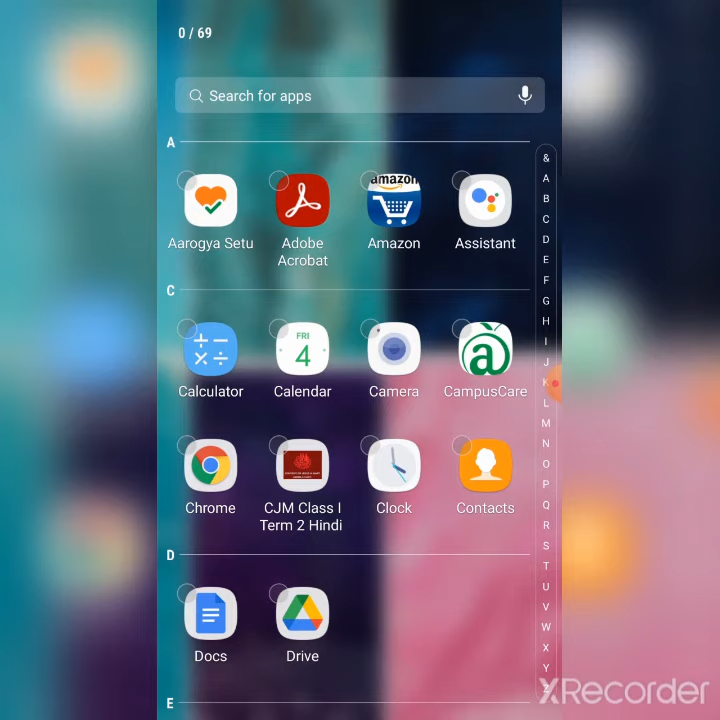 0 / 69
Search for apps
A
amazon
Aarogya Setu
Adobe
Acrobat
Amazon
Assistant
C
FRI
4
a
Calculator
Calendar
Camera
CampusCare
Chrome
CJM Class I
Term 2 Hindi
Clock
Contacts
D
Docs
Drive
E
&
A
B
C
D
E
F
G
H
I
J
K
L
M
N
O
P
Q
R
S
T
U
V
W
X
Y
Z
XRecorder